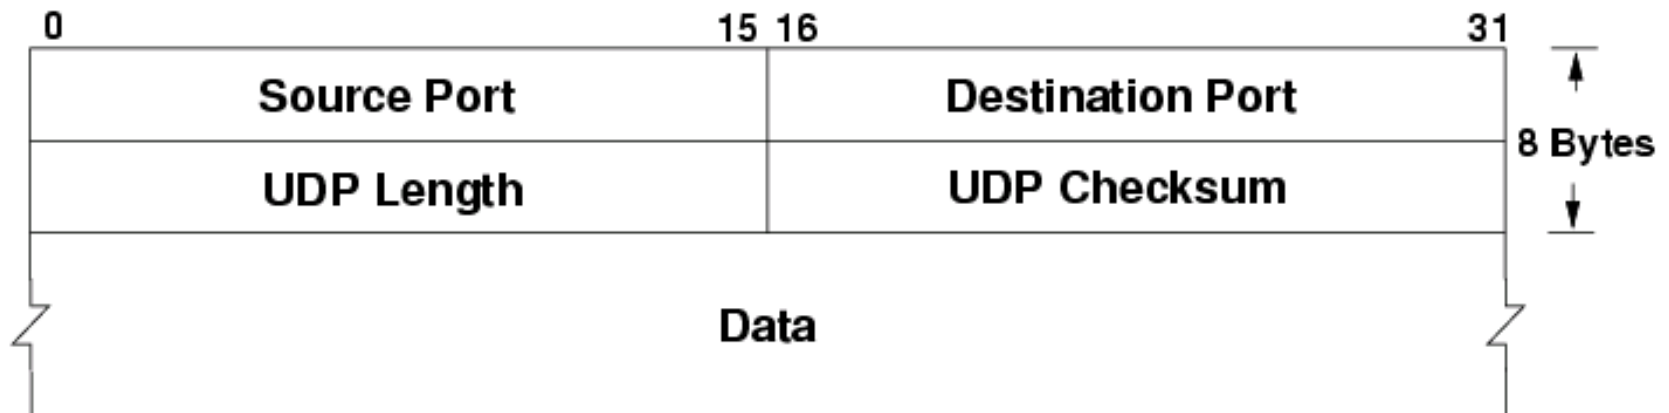 0 15 16 31
Source Port Destination Port
8 Bytes
UDP Length UDP Checksum
Data